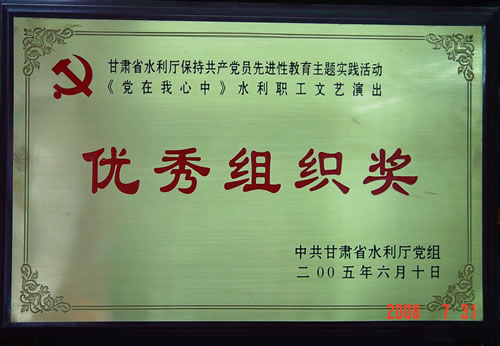 甘肃省水利厅保持共产党员先进性教育主题实践活动
《党在我心中》水利职工文艺演出
优秀组织奖
中共甘肃省水利厅党组
二00五年六月十日
2008 7 31